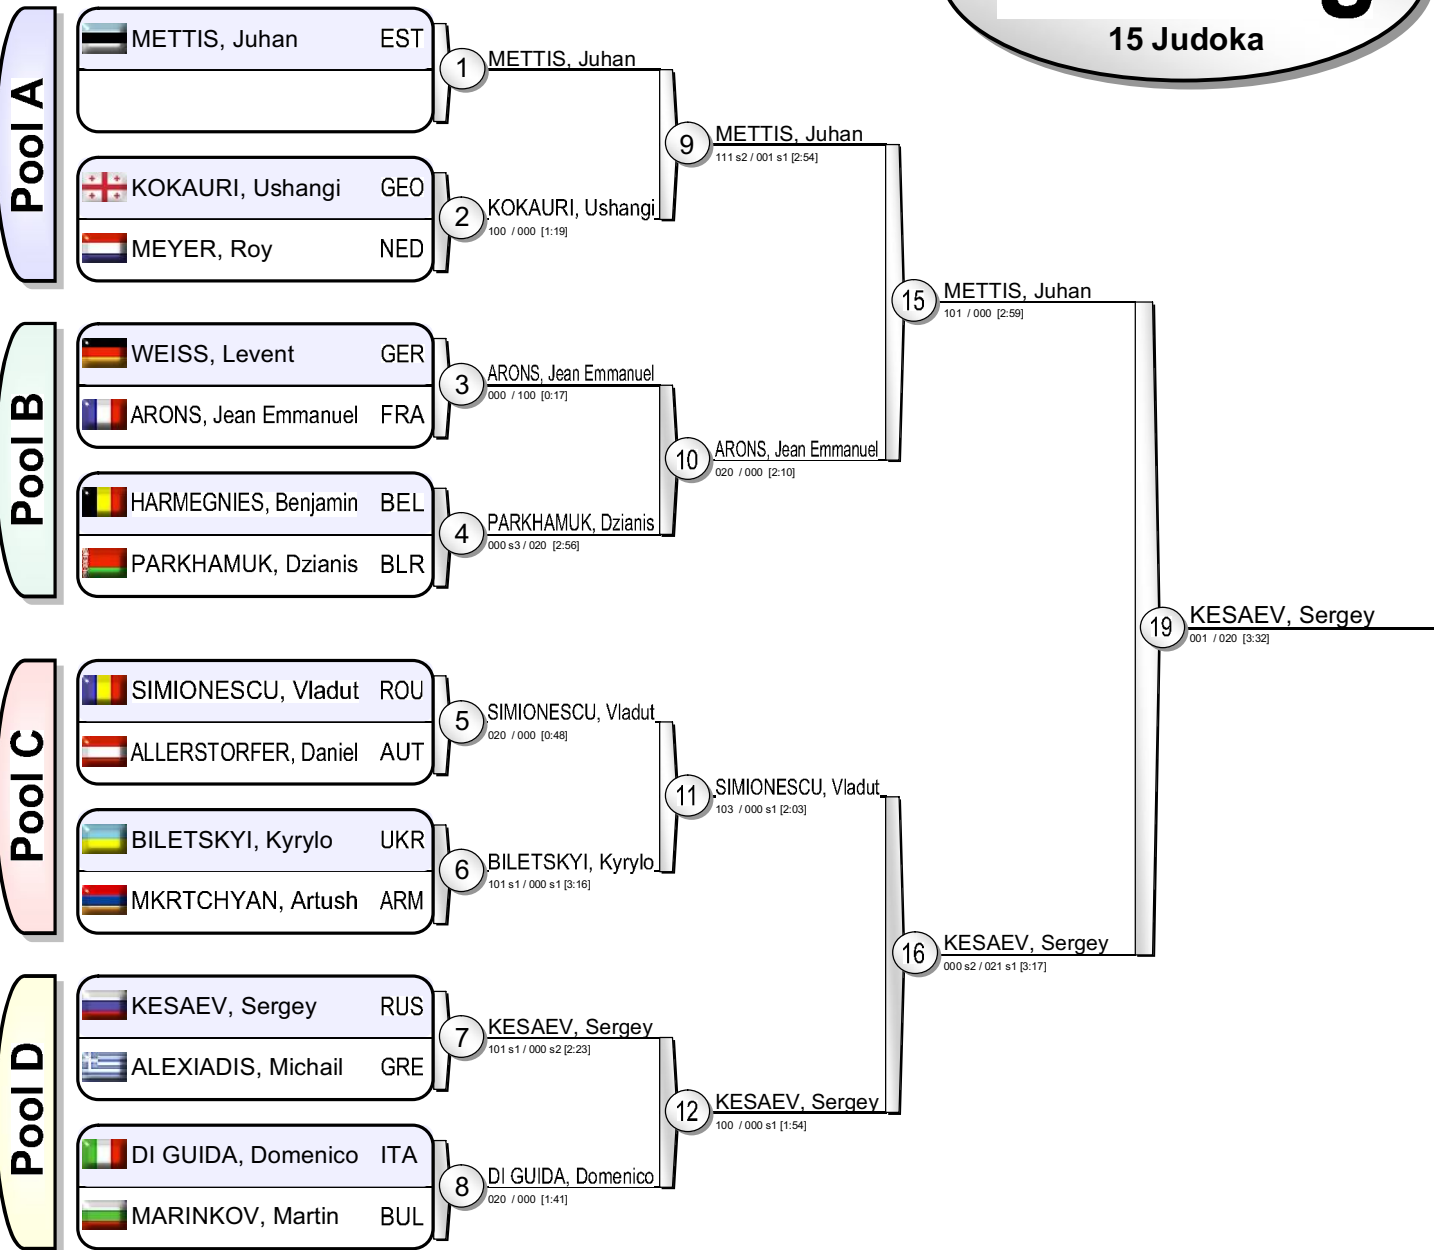 15 Judoka
Pool A
METTIS, Juhan EST
1
METTIS, Juhan
KOKAURI, Ushangi GEO
MEYER, Roy NED
2
KOKAURI, Ushangi
100 / 000 [1:19]
9
METTIS, Juhan
111 s2 / 001 s1 [2:54]
Pool B
WEISS, Levent GER
ARONS, Jean Emmanuel FRA
3
ARONS, Jean Emmanuel
000 / 100 [0:17]
HARMEGNIES, Benjamin BEL
PARKHAMUK, Dzianis BLR
4
PARKHAMUK, Dzianis
000 s3 / 020 [2:56]
10
ARONS, Jean Emmanuel
020 / 000 [2:10]
15
METTIS, Juhan
101 / 000 [2:59]
Pool C
SIMIONESCU, Vladut ROU
ALLERSTORFER, Daniel AUT
5
SIMIONESCU, Vladut
020 / 000 [0:48]
BILETSKYI, Kyrylo UKR
MKRTCHYAN, Artush ARM
6
BILETSKYI, Kyrylo
101 s1 / 000 s1 [3:16]
11
SIMIONESCU, Vladut
103 / 000 s1 [2:03]
Pool D
KESAEV, Sergey RUS
ALEXIADIS, Michail GRE
7
KESAEV, Sergey
101 s1 / 000 s2 [2:23]
DI GUIDA, Domenico ITA
MARINKOV, Martin BUL
8
DI GUIDA, Domenico
020 / 000 [1:41]
12
KESAEV, Sergey
100 / 000 s1 [1:54]
16
KESAEV, Sergey
000 s2 / 021 s1 [3:17]
19
KESAEV, Sergey
001 / 020 [3:32]